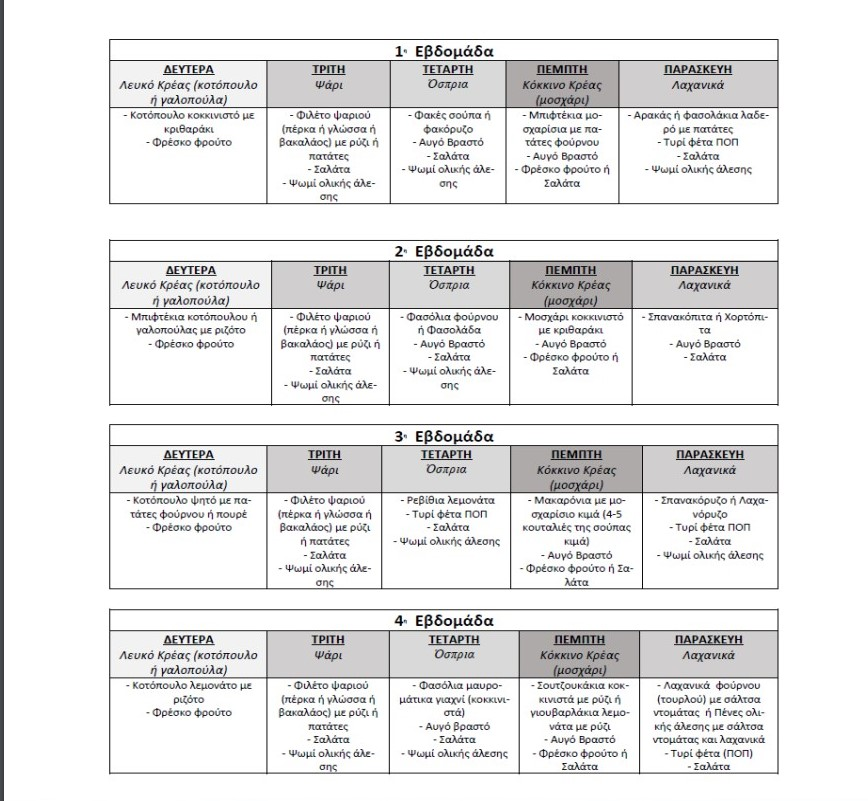 1η Εβδομάδα
ΔΕΥΤΕΡΑ
Λευκό Κρέας (κοτόπουλο
ή γαλοπούλα)
ΤΡΙΤΗ
Ψάρι
ΤΕΤΑΡΤΗ
Όσπρια
ΠΕΜΠΤΗ
Κόκκινο Κρέας
(μοσχάρι)
ΠΑΡΑΣΚΕΥΗ
Λαχανικά
- Κοτόπουλο κοκκινιστό με
κριθαράκι
- Φρέσκο φρούτο
- Φιλέτο ψαριού
(πέρκα ή γλώσσα ή
βακαλάος) με ρύζι ή
πατάτες
- Σαλάτα
- Ψωμί ολικής άλε-
σης
- Φακές σούπα ή
φακόρυζο
- Αυγό Βραστό
- Σαλάτα
- Ψωμί ολικής άλε-
σης
- Μπιφτέκια μο-
σχαρίσια με πα-
τάτες φούρνου
- Αυγό Βραστό
- Φρέσκο φρούτο ή
Σαλάτα
- Αρακάς ή φασολάκια λαδε-
ρό με πατάτες
- Τυρί φέτα ΠΟΠ
- Σαλάτα
- Ψωμί ολικής άλεσης
2η Εβδομάδα
ΔΕΥΤΕΡΑ
Λευκό Κρέας (κοτόπουλο
ή γαλοπούλα)
ΤΡΙΤΗ
Ψάρι
ΤΕΤΑΡΤΗ
Όσπρια
ΠΕΜΠΤΗ
Κόκκινο Κρέας
(μοσχάρι)
ΠΑΡΑΣΚΕΥΗ
Λαχανικά
- Μπιφτέκια κοτόπουλου ή
γαλοπούλας με ριζότο
- Φρέσκο φρούτο
- Φιλέτο ψαριού
(πέρκα ή γλώσσα ή
βακαλάος) με ρύζι ή
πατάτες
- Σαλάτα
- Ψωμί ολικής άλε-
σης
- Φασόλια φούρνου
ή Φασολάδα
- Αυγό Βραστό
- Σαλάτα
- Ψωμί ολικής άλε-
σης
- Μοσχάρι κοκκινιστό
με κριθαράκι
- Αυγό Βραστό
- Φρέσκο φρούτο ή
Σαλάτα
- Σπανακόπιτα ή Χορτόπι-
τα
- Αυγό Βραστό
- Σαλάτα
3η Εβδομάδα
ΔΕΥΤΕΡΑ
Λευκό Κρέας (κοτόπουλο
ή γαλοπούλα)
ΤΡΙΤΗ
Ψάρι
ΤΕΤΑΡΤΗ
Όσπρια
ΠΕΜΠΤΗ
Κόκκινο Κρέας
(μοσχάρι)
ΠΑΡΑΣΚΕΥΗ
Λαχανικά
- Κοτόπουλο ψητό με πα-
τάτες φούρνου ή πουρέ
- Φρέσκο φρούτο
- Φιλέτο ψαριού
(πέρκα ή γλώσσα ή
βακαλάος) με ρύζι
ή πατάτες
- Σαλάτα
- Ψωμί ολικής άλε-
σης
- Ρεβίθια λεμονάτα
- Τυρί φέτα ΠΟΠ
- Σαλάτα
- Ψωμί ολικής άλεσης
- Μακαρόνια με μο-
σχαρίσιο κιμά (4-5
κουταλιές της σούπας
κιμά)
- Αυγό Βραστό
- Φρέσκο φρούτο ή Σα-
λάτα
- Σπανακόρυζο ή Λαχα-
νόρυζο
- Τυρί φέτα ΠΟΠ
- Σαλάτα
- Ψωμί ολικής άλεσης
4η Εβδομάδα
ΔΕΥΤΕΡΑ
Λευκό Κρέας (κοτόπουλο
ή γαλοπούλα)
ΤΡΙΤΗ
Ψάρι
ΤΕΤΑΡΤΗ
Όσπρια
ΠΕΜΠΤΗ
Κόκκινο Κρέας
(μοσχάρι)
ΠΑΡΑΣΚΕΥΗ
Λαχανικά
- Κοτόπουλο λεμονάτο με
ριζότο
- Φρέσκο φρούτο
- Φιλέτο ψαριού
(πέρκα ή γλώσσα ή
βακαλάος) με ρύζι ή
πατάτες
- Σαλάτα
- Ψωμί ολικής άλε-
σης
- Φασόλια μαυρο-
μάτικα γιαχνί (κοκκινι-
στά)
- Αυγό βραστό
- Σαλάτα
- Ψωμί ολικής άλεσης
- Σουτζουκάκια κοκ-
κινιστά με ρύζι ή
γιουβαρλάκια λεμο-
νάτα με ρύζι
- Αυγό Βραστό
- Φρέσκο φρούτο ή
Σαλάτα
- Λαχανικά φούρνου
(τουρλού) με σάλτσα
ντομάτας ή Πένες ολι-
κής άλεσης με σάλτσα
ντομάτας και λαχανικά
- Τυρί φέτα (ΠΟΠ)
- Σαλάτα